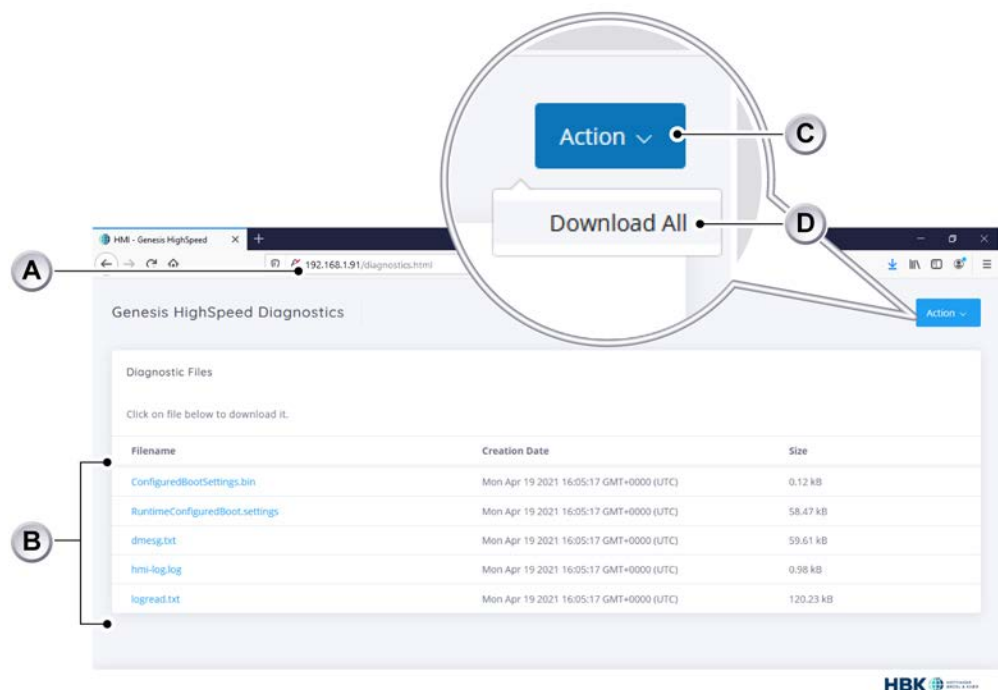 Action
C
Download All
D
HMI - Genesis HighSpeed
A
192.168.1.91/diagnostics.html
Genesis HighSpeed Diagnostics
Action
Diagnostic Files
Click on file below to download it.
B
Filename Creation Date Size
ConfiguredBootSettings.bin Mon Apr 19 2021 16:05:17 GMT+0000 (UTC) 0.12 kB
RuntimeConfiguredBoot.settings Mon Apr 19 2021 16:05:17 GMT+0000 (UTC) 58.47 kB
dmesg.txt Mon Apr 19 2021 16:05:17 GMT+0000 (UTC) 59.61 kB
hmi-log.log Mon Apr 19 2021 16:05:17 GMT+0000 (UTC) 0.98 kB
logread.txt Mon Apr 19 2021 16:05:17 GMT+0000 (UTC) 120.23 kB
HBK